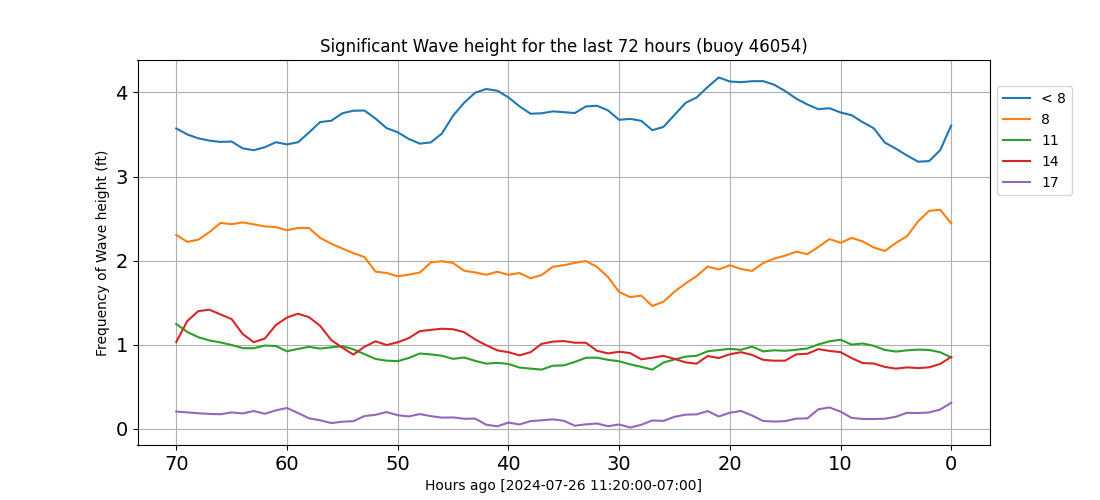 Significant Wave height for the last 72 hours (buoy 46054)
Frequency of Wave height (ft)
4
3
2
1
0
70 60 50 40 30 20 10 0
Hours ago [2024-07-26 11:20:00-07:00]
< 8
8
11
14
17